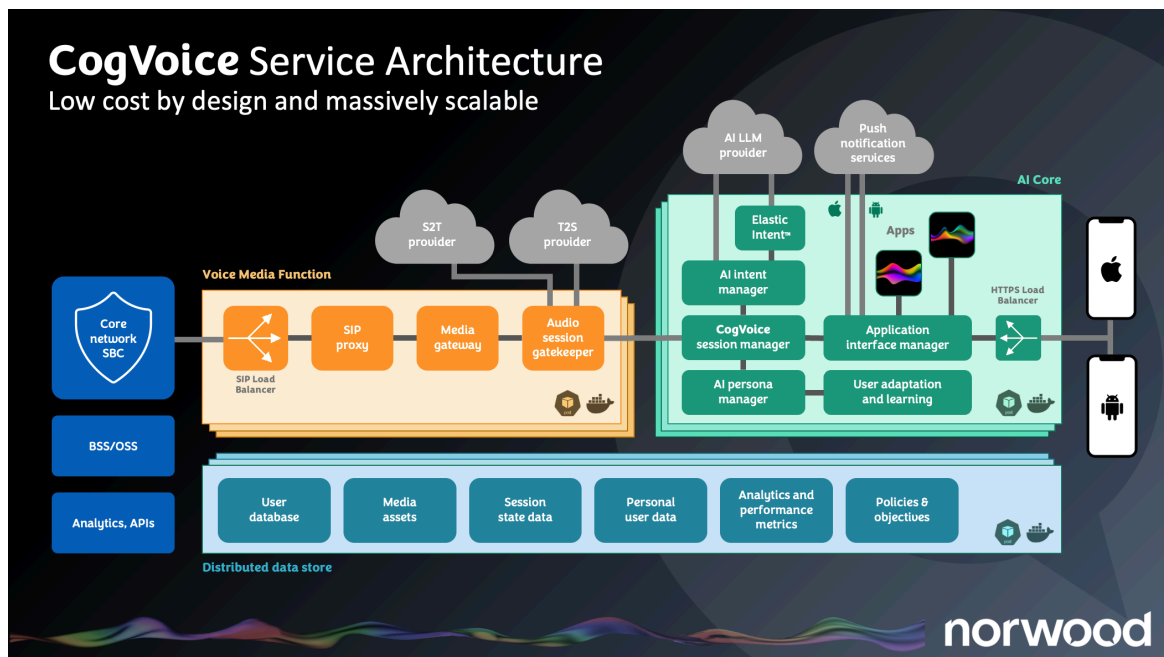 CogVoice Service Architecture
Low cost by design and massively scalable
AI LLM
provider
Push
notification
services
AI Core
S2T
provider
T2S
provider
Elastic
Intent™
Apps
Voice Media Function
AI intent
manager
HTTPS Load
Balancer
Core
network
SBC
SIP Load
Balancer
SIP
proxy
Media
gateway
Audio
session
gatekeeper
CogVoice
session manager
Application
interface manager
AI persona
manager
User adaptation
and learning
pod
pod
BSS/OSS
Analytics, APIs
User
database
Media
assets
Session
state data
Personal
user data
Analytics and
performance
metrics
Policies &
objectives
pod
Distributed data store
norwood